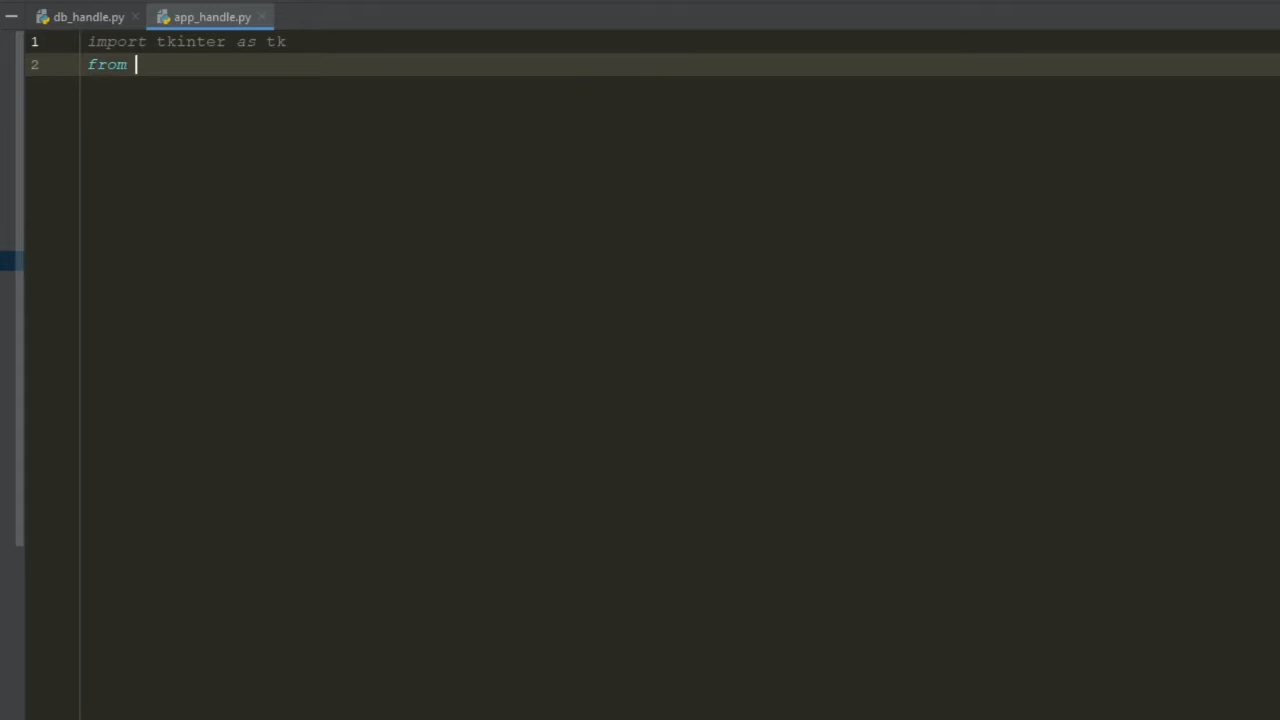 db_handle.py
app_handle.py
1 import tkinter as tk
2 from